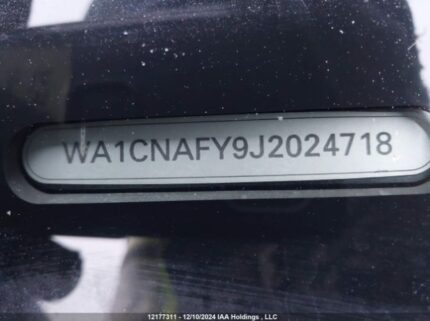 WA1CNAFY9J2024718
12177311 - 12/10/2024 IAA Holdings , LLC